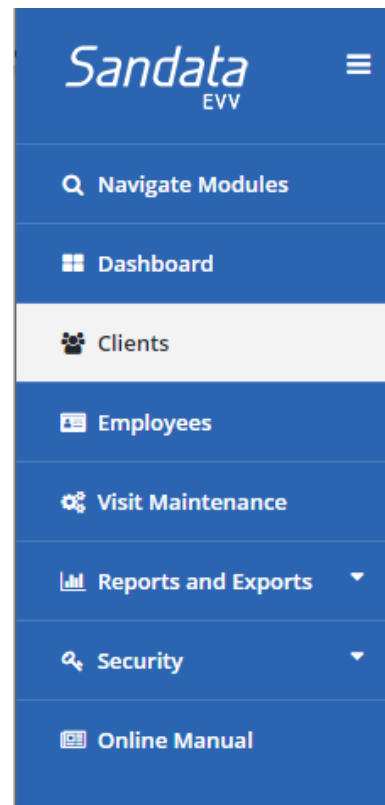 Sandata
EVV
Navigate Modules
Dashboard
Clients
Employees
Visit Maintenance
Reports and Exports
Security
Online Manual